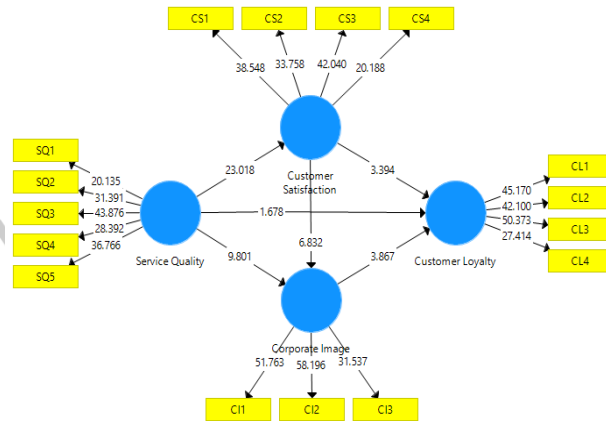 CS1 CS2 CS3 CS4
38.548 33.758 42.040 20.188
SQ1
SQ2
SQ3
SQ4
SQ5
20.135
31.391
43.876
28.392
36.766
Service Quality
23.018
Customer
Satisfaction
3.394
1.678
6.832
9.801
3.867
Customer Loyalty
45.170
42.100
50.373
27.414
CL1
CL2
CL3
CL4
Corporate Image
51.763 58.196 31.537
CI1 CI2 CI3